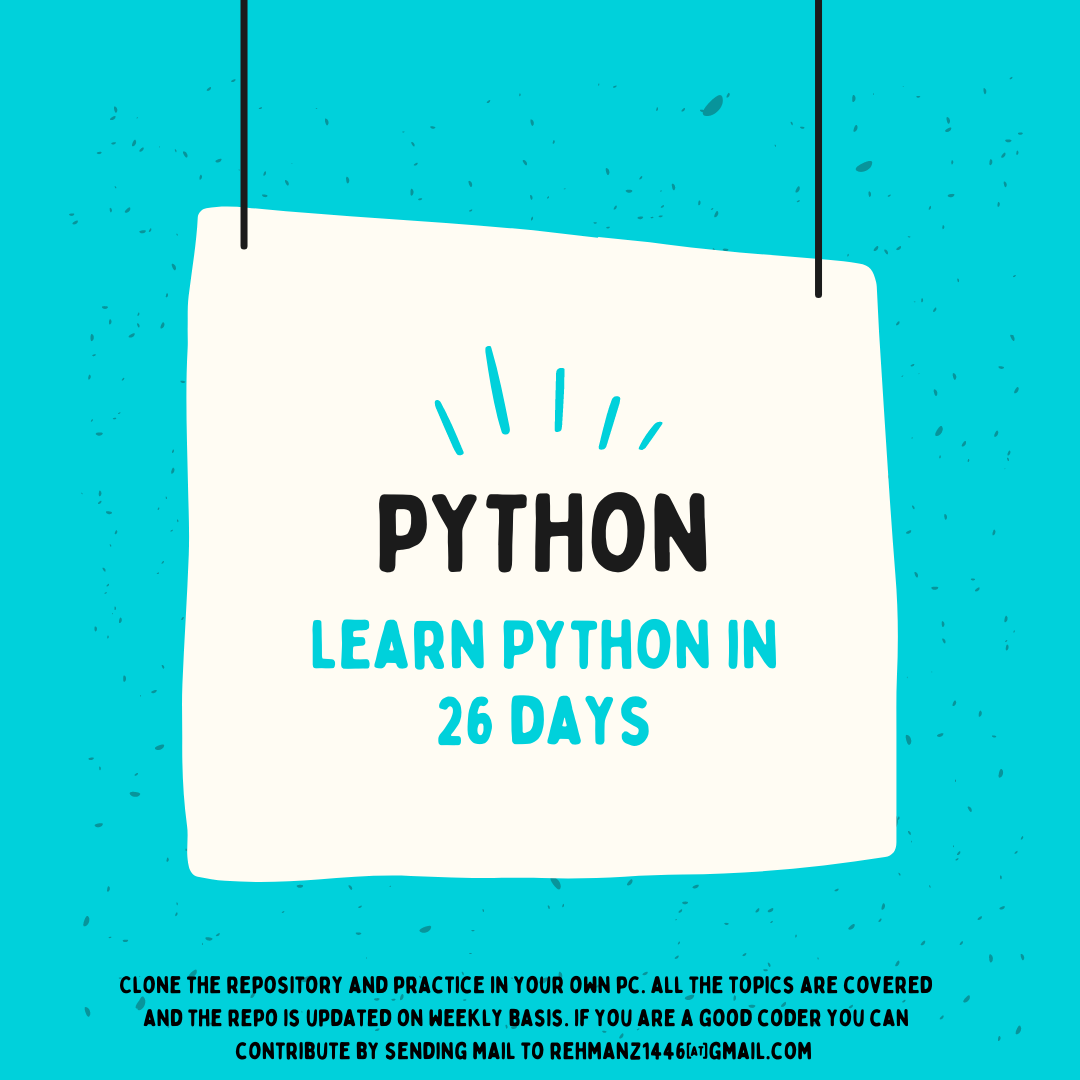 PYTHON
LEARN PYTHON IN
26 DAYS
CLONE THE REPOSITORY AND PRACTICE IN YOUR OWN PC. ALL THE TOPICS ARE COVERED
AND THE REPO IS UPDATED ON WEEKLY BASIS. IF YOU ARE A GOOD CODER YOU CAN
CONTRIBUTE BY SENDING MAIL TO REHMANZ1446[AT]GMAIL.COM